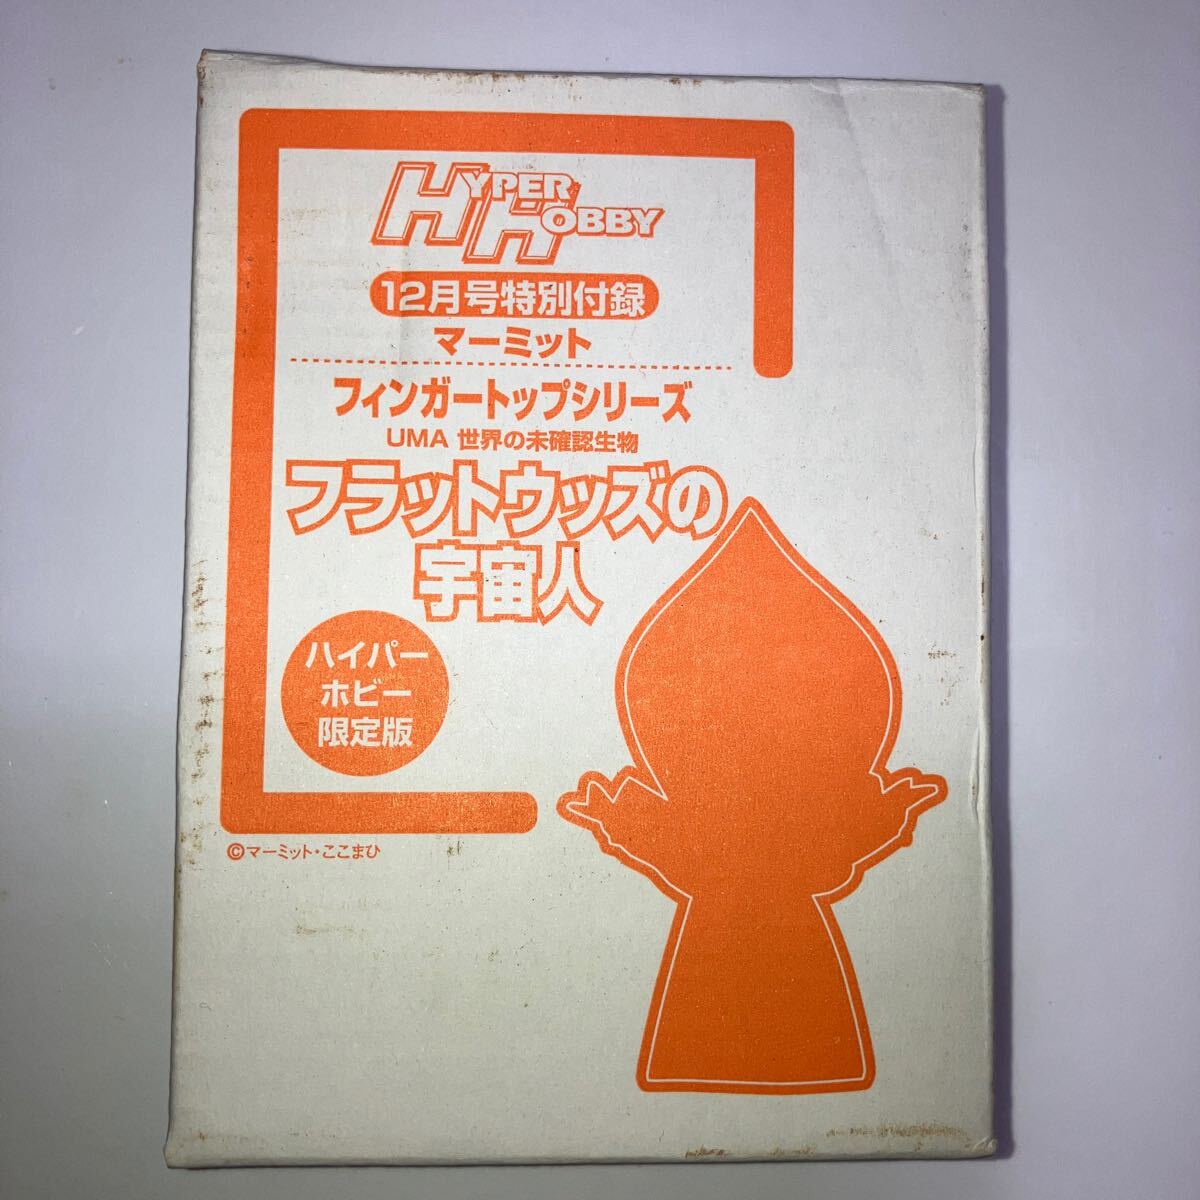 HYPER
HOBBY
12月号特別付録
マーミット
フィンガートップシリーズ
UMA 世界の未確認生物
フラットウッズの
宇宙人
ハイパー
ホビー
限定版
©マーミット・ここまひ